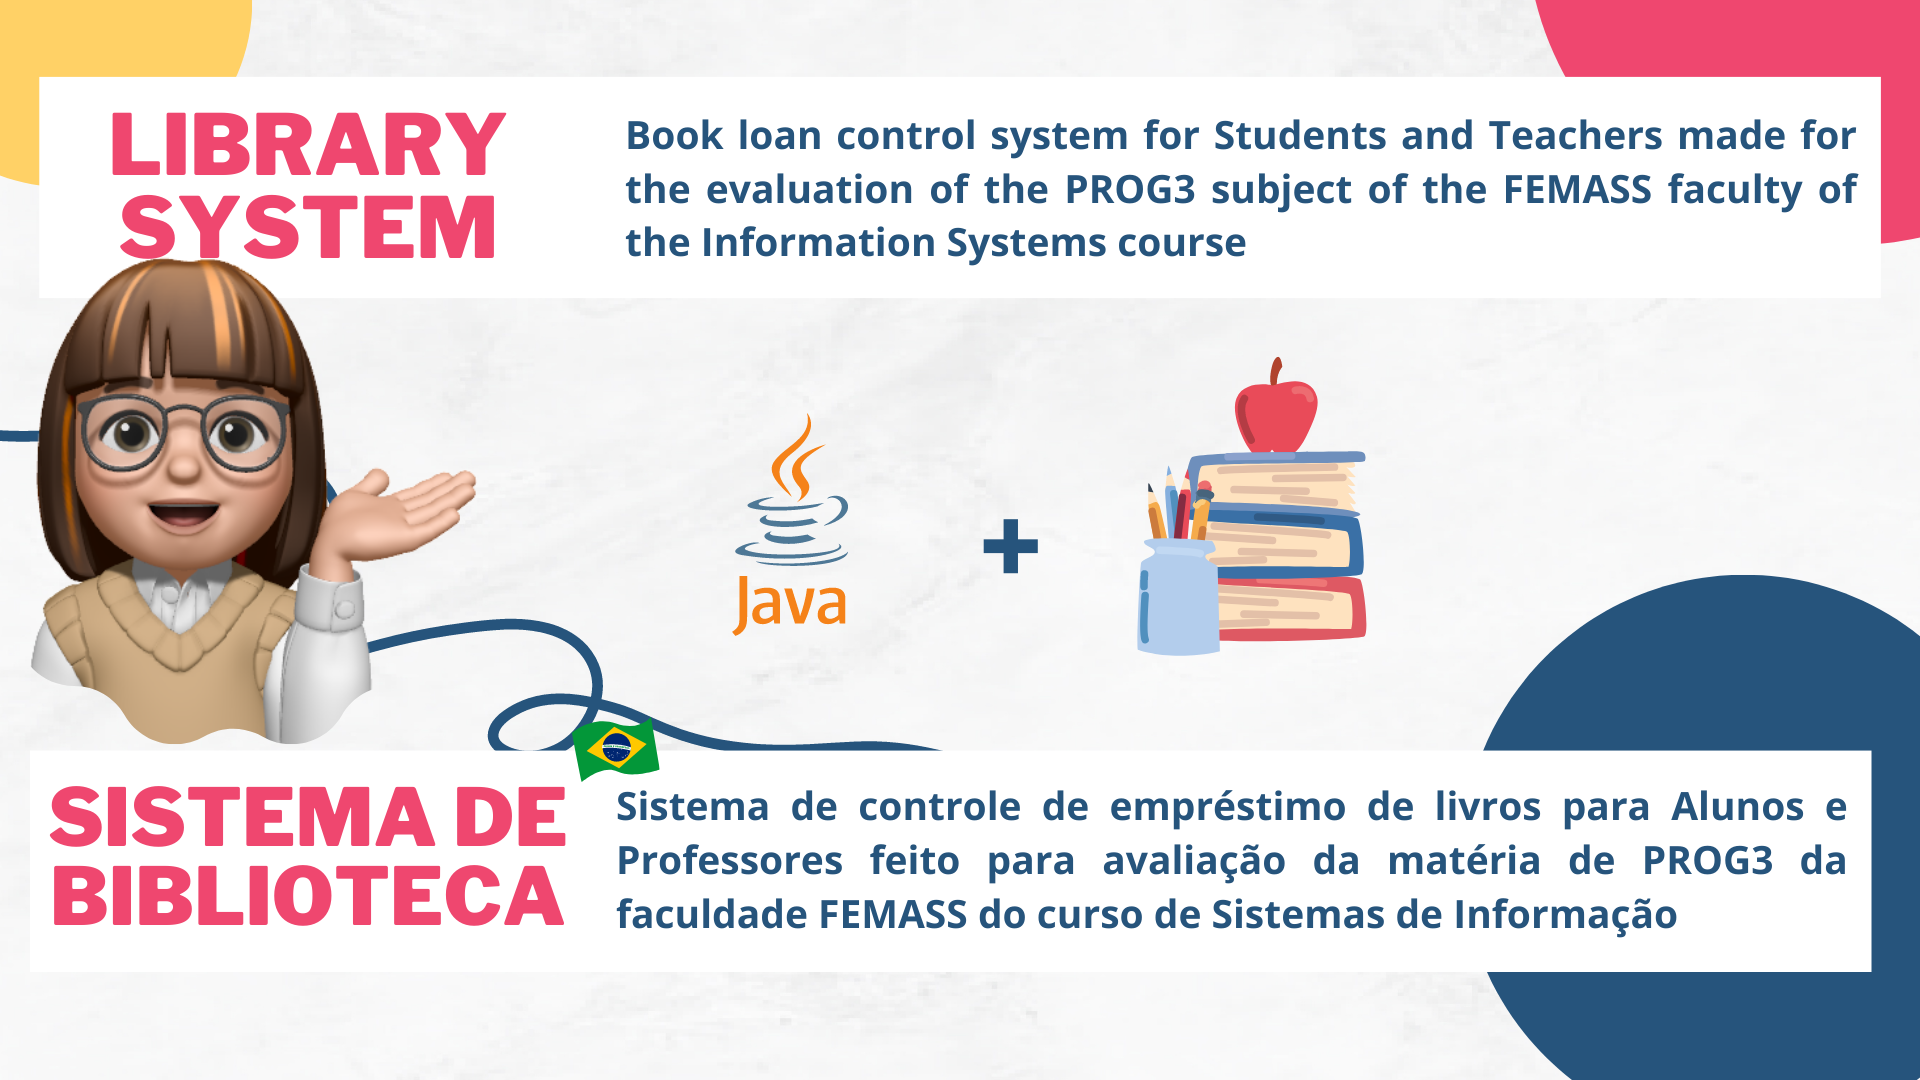 LIBRARY
SYSTEM
Book loan control system for Students and Teachers made for
the evaluation of the PROG3 subject of the FEMASS faculty of
the Information Systems course
Java
+
SISTEMA DE
BIBLIOTECA
Sistema de controle de empréstimo de livros para Alunos e
Professores feito para avaliação da matéria de PROG3 da
faculdade FEMASS do curso de Sistemas de Informação